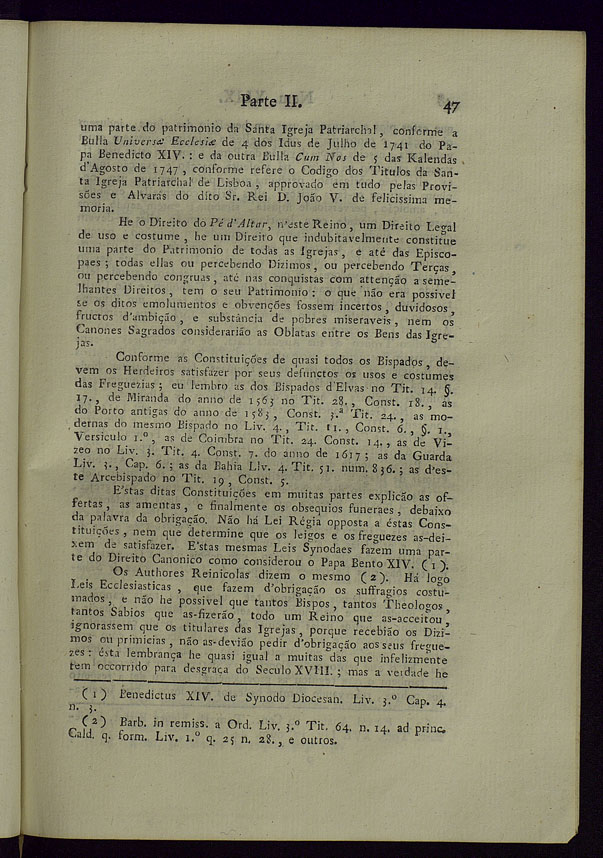 Parte II. 47
uma parte do patrimonio da Santa Igreja Patriarchal, conforme a
Bulla Universæ Ecclesiæ de 4 dos Idus de Julho de 1741 do Pa-
pa Benedicto XIV. : e da outra Bulla Cum Nos de 5 das Kalendas
d'Agosto de 1747, conforme refere o Codigo dos Titulos da San-
ta Igreja Patriarchal de Lisboa, approvado em tudo pelas Provi-
sões e Alvarás do dito Sr. Rei D. João V. de felicissima me-
moria.
He o Direito do Pé d'Altar, n'este Reino, um Direito Legal
de uso e costume, he um Direito que indubitavelmente constitue
uma parte do Patrimonio de todas as Igrejas, e até das Episco-
paes; todas ellas ou percebendo Dizimos, ou percebendo Terças,
ou percebendo congruas, até nas conquistas com attenção a seme-
lhantes Direitos, tem o seu Patrimonio: o que não era possivel
se os ditos emolumentos e obvenções fossem incertos, duvidosos,
fructos d'ambição, e substância de pobres miseraveis, nem os
Canones Sagrados considerarião as Oblatas entre os Bens das Igre-
jas.
Conforme as Constituições de quasi todos os Bispados, de-
vem os Herdeiros satisfazer por seus defunctos os usos e costumes
das Freguezias; eu lembro as dos Bispados d'Elvas no Tit. 14. §.
17., de Miranda do anno de 1563 no Tit. 28., Const. 18., as
do Porto antigas do anno de 1583, Const. 3.ª Tit. 24., as mo-
dernas do mesmo Bispado no Liv. 4., Tit. 11., Const. 6., §. 1.,
Versiculo 1.º, as de Coimbra no Tit. 24. Const. 14., as de Vi-
zeo no Liv. 3. Tit. 4. Const. 7. do anno de 1617; as da Guarda
Liv. 3., Cap. 6.; as da Bahia Liv. 4. Tit. 51. num. 836.; as d'es-
te Arcebispado no Tit. 19, Const. 5.
E'stas ditas Constituições em muitas partes explicão as of-
fertas, as amentas, e finalmente os obsequios funeraes, debaixo
da palavra da obrigação. Não há Lei Régia opposta a éstas Cons-
tituições, nem que determine que os leigos e os freguezes as-dei-
xem de satisfazer. E'stas mesmas Leis Synodaes fazem uma par-
te do Direito Canonico como considerou o Papa Bento XIV. (1).
Os Authores Reinicolas dizem o mesmo (2). Há logo
Leis Ecclesiasticas, que fazem d'obrigação os suffragios costu-
mados, e não he possivel que tantos Bispos, tantos Theologos,
tantos Sabios que as-fizerão, todo um Reino que as-acceitou,
ignorassem que os titulares das Igrejas, porque recebião os Dizi-
mos ou primicias, não as-devião pedir d'obrigação aos seus fregue-
zes: ésta lembrança he quasi igual a muitas das que infelizmente
tem occorrido para desgraça do Seculo XVIII.; mas a verdade he
(1) Benedictus XIV. de Synodo Diocesan. Liv. 3.º Cap. 4.
n. 3.
(2) Barb. in remiss. a Ord. Liv. 3.º Tit. 64. n. 14. ad princ.
Cald. q. form. Liv. 1.º q. 25 n. 28., e outros.